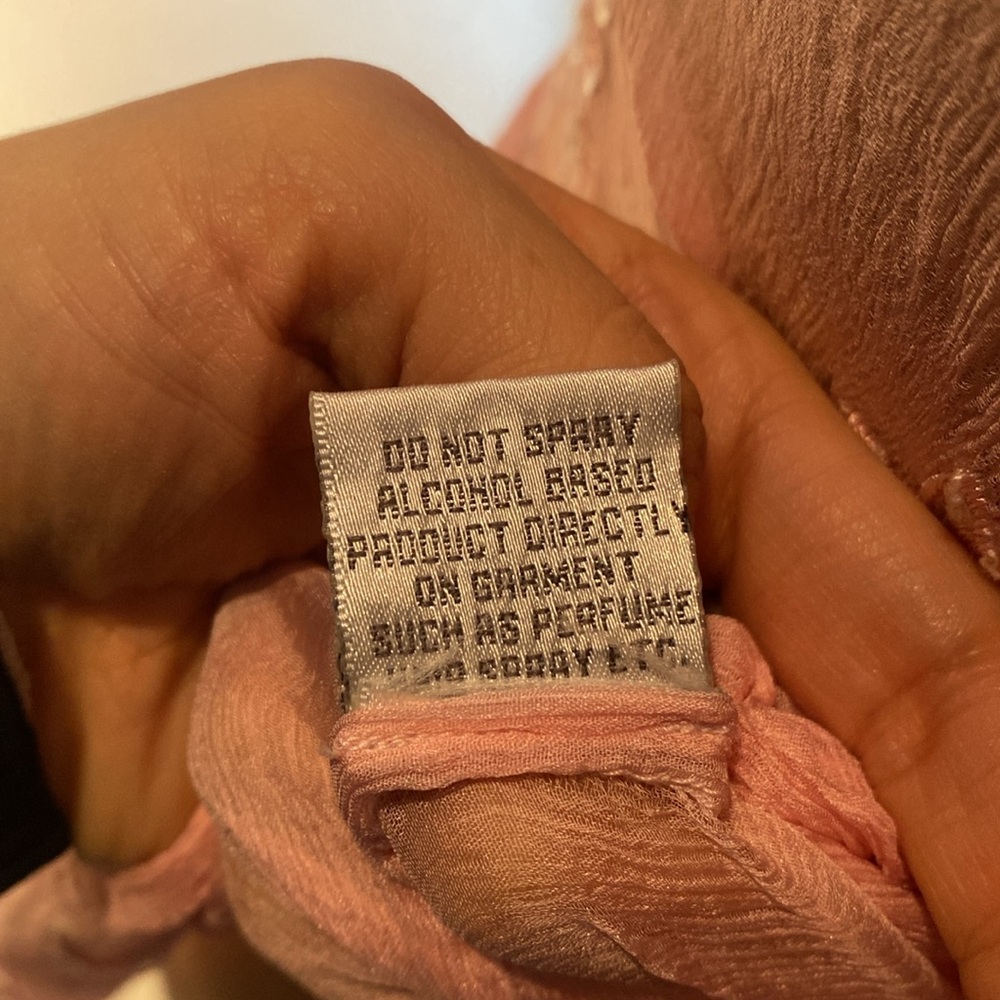 DO NOT SPRAY
ALCOHOL BASED
PRODUCT DIRECTLY
ON GARMENT
SUCH AS PERFUME
SPRAY ETC.